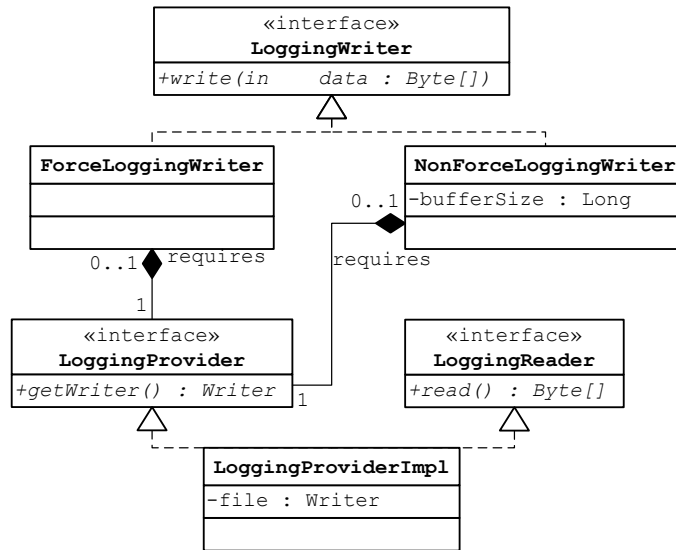 «interface»
LoggingWriter
+write(in    data : Byte[])
ForceLoggingWriter
NonForceLoggingWriter
-bufferSize : Long
0..1
0..1
requires
requires
1
«interface»
LoggingProvider
+getWriter() : Writer
1
«interface»
LoggingReader
+read() : Byte[]
LoggingProviderImpl
-file : Writer